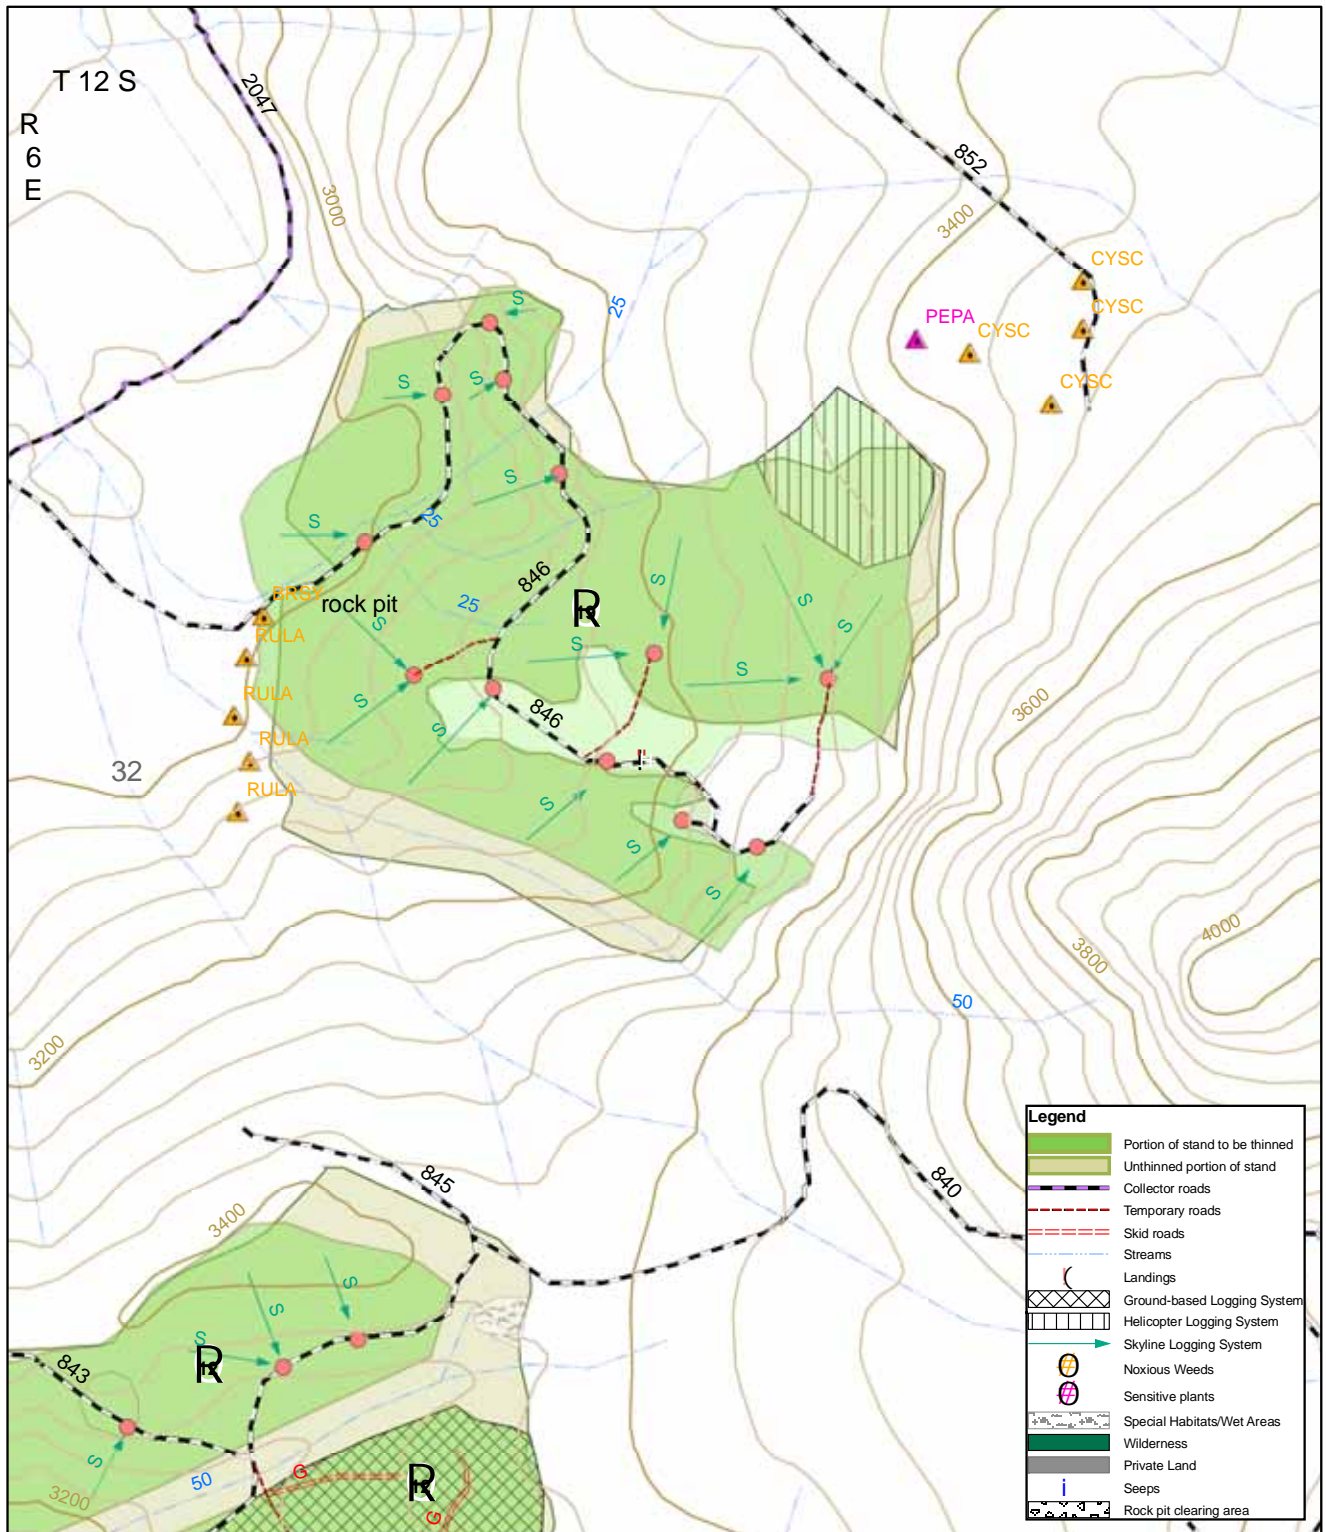 T 12 S
R
6
E
2047
3000
852
3400
25
CYSC
CYSC
PEPA
CYSC
CYSC
S
S
S
S
S
25
846
BRSY
rock pit
25
R
S
RULA
S
S
S
S
S
RULA
S
S
846
3600
RULA
32
RULA
S
S
S
4000
3800
50
3200
845
840
3400
S
S
S
R
843
S
50
G
R
12
3200
G
Legend
Portion of stand to be thinned
Unthinned portion of stand
Collector roads
Temporary roads
Skid roads
Streams
Landings
Ground-based Logging System
Helicopter Logging System
Skyline Logging System
Noxious Weeds
Sensitive plants
Special Habitats/Wet Areas
Wilderness
Private Land
Seeps
Rock pit clearing area